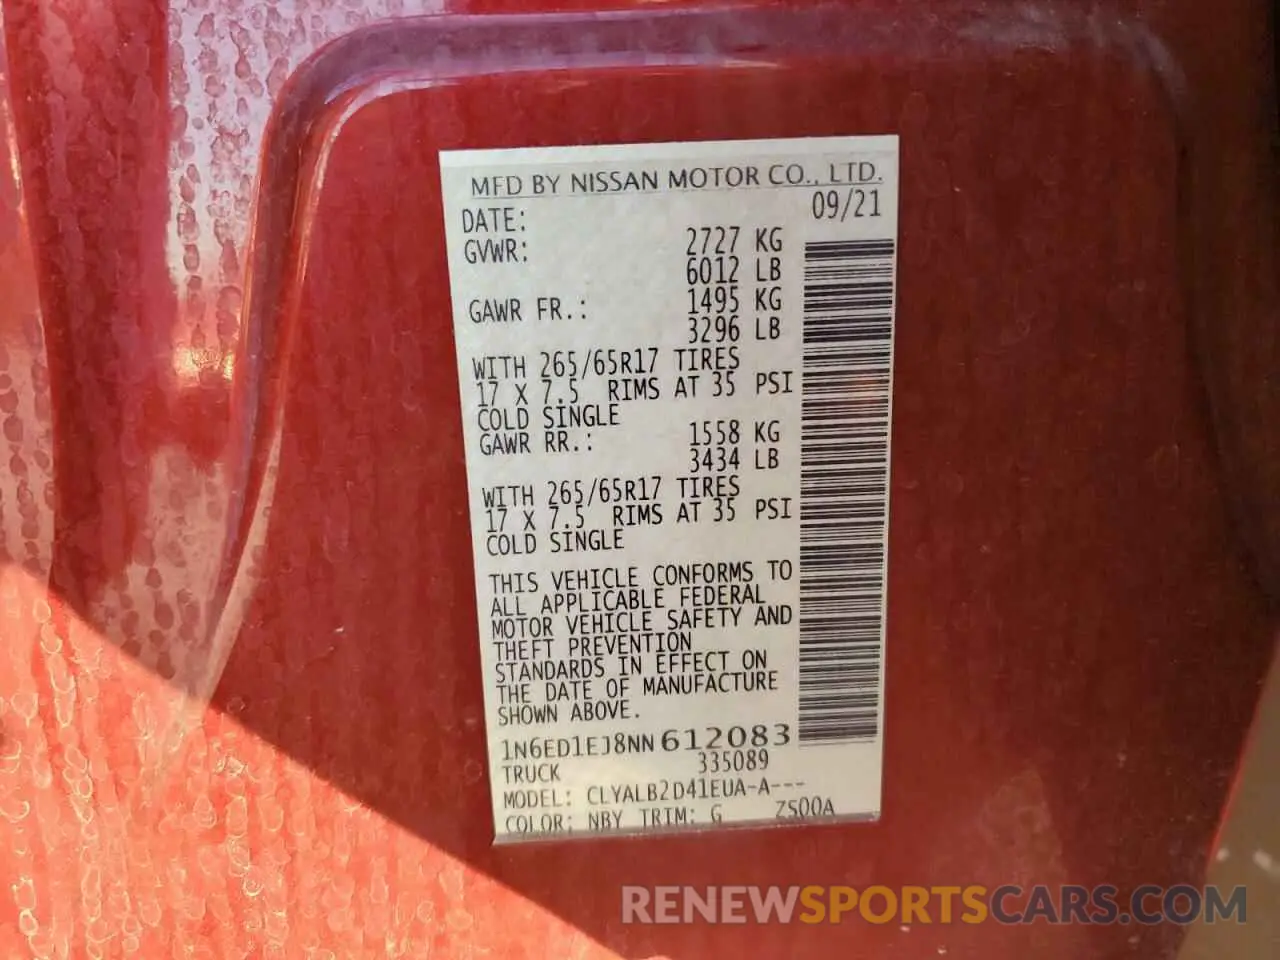 MFD BY NISSAN MOTOR CO., LTD.
DATE: 09/21
GVWR: 2727 KG
6012 LB
GAWR FR.: 1495 KG
3296 LB
WITH 265/65R17 TIRES
17 X 7.5 RIMS AT 35 PSI
COLD SINGLE
GAWR RR.: 1558 KG
3434 LB
WITH 265/65R17 TIRES
17 X 7.5 RIMS AT 35 PSI
COLD SINGLE
THIS VEHICLE CONFORMS TO
ALL APPLICABLE FEDERAL
MOTOR VEHICLE SAFETY AND
THEFT PREVENTION
STANDARDS IN EFFECT ON
THE DATE OF MANUFACTURE
SHOWN ABOVE.
1N6ED1EJ8NN612083
TRUCK 335089
MODEL: CLYALB2D41EUA-A---
COLOR: NBY TRIM: G Z500A
RENEWSPORTSCARS.COM